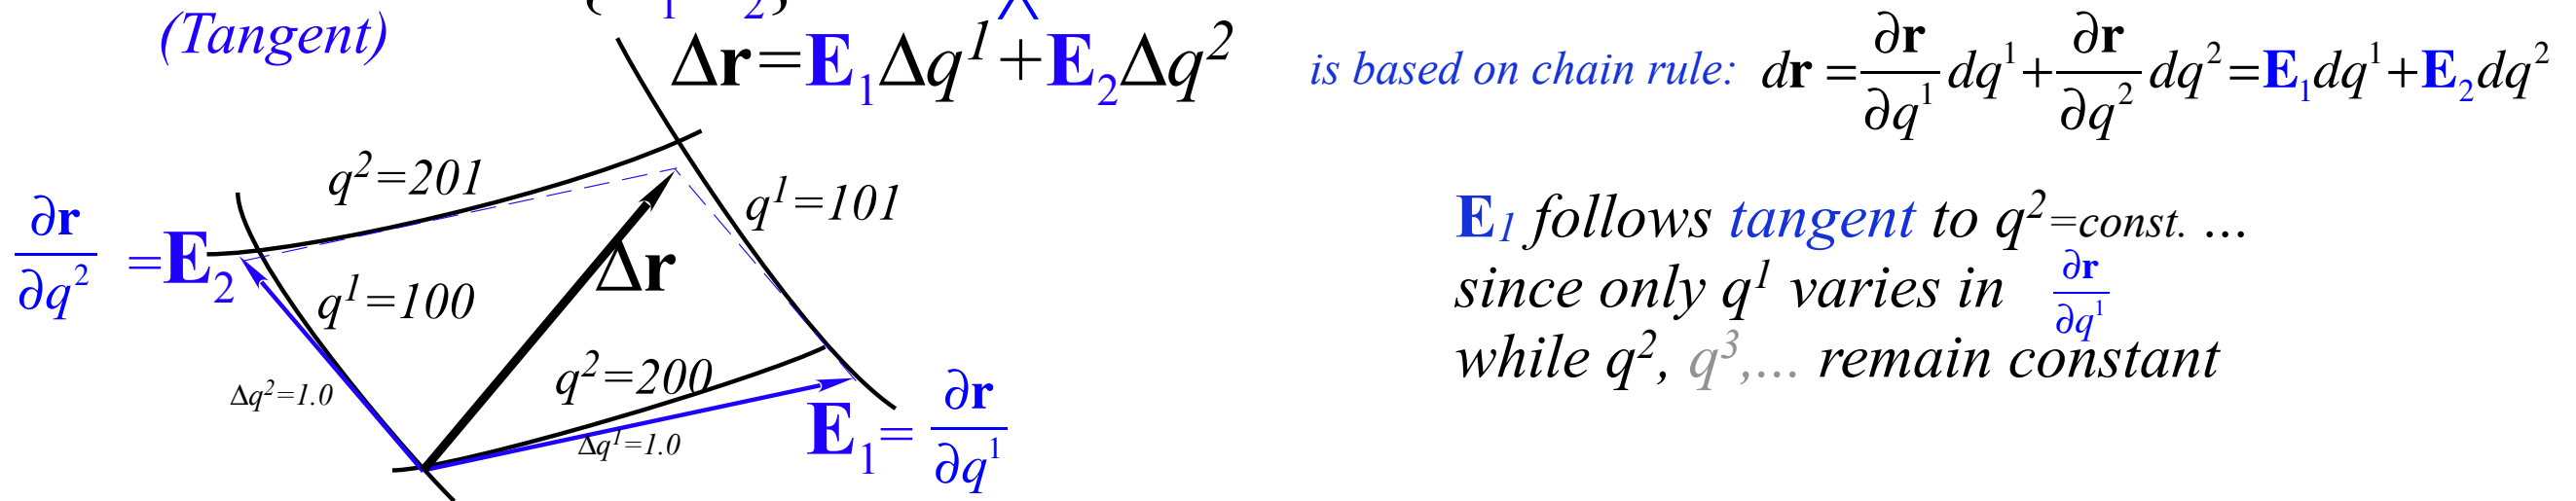 (Tangent)
Δr=E₁Δq¹+E₂Δq²
is based on chain rule: dr = ∂r/∂q¹ dq¹ + ∂r/∂q² dq² = E₁dq¹+E₂dq²
q²=201
q¹=101
∂r/∂q² =E₂
Δr
q¹=100
E₁ follows tangent to q²=const. ...
since only q¹ varies in ∂r/∂q¹
while q², q³,... remain constant
q²=200
Δq²=1.0
Δq¹=1.0
E₁= ∂r/∂q¹